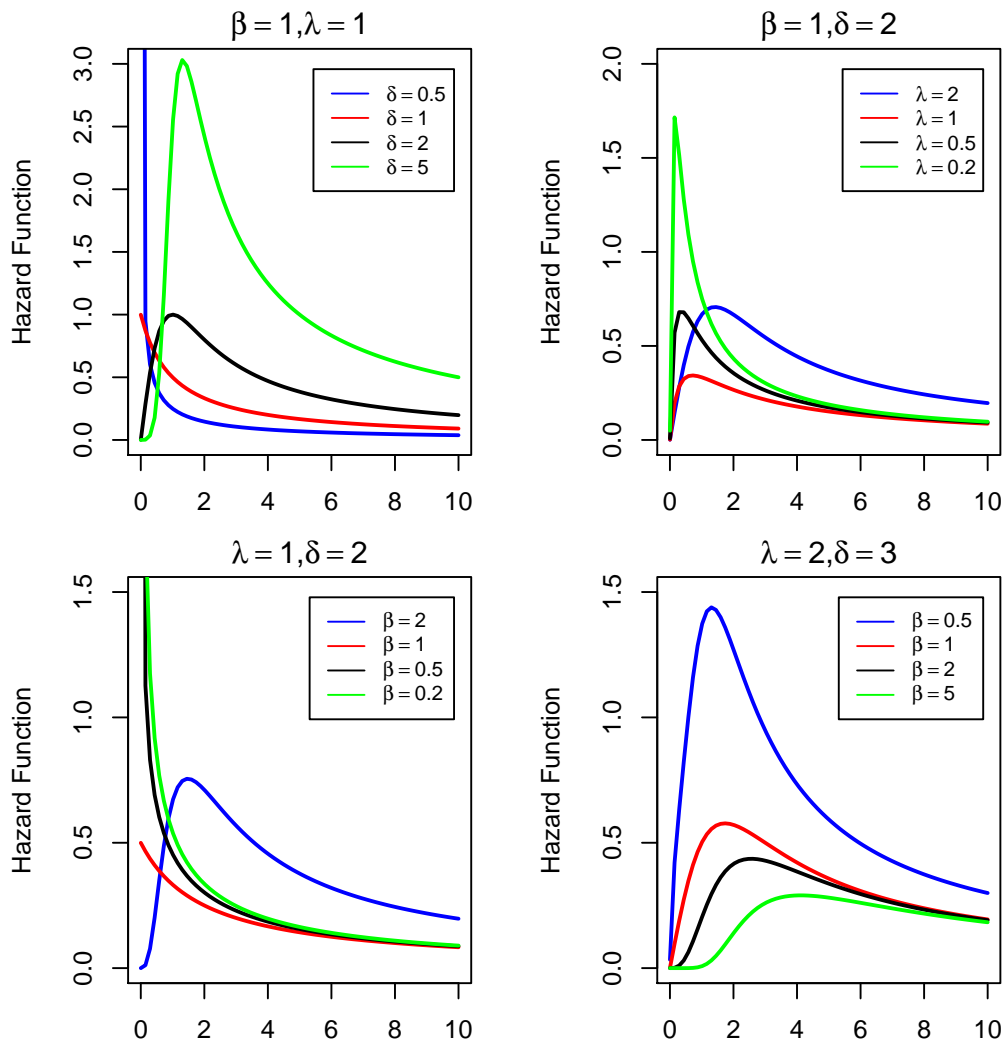 β = 1,λ = 1
Hazard Function
0.0 0.5 1.0 1.5 2.0 2.5 3.0
δ = 0.5
δ = 1
δ = 2
δ = 5
0 2 4 6 8 10
β = 1,δ = 2
Hazard Function
0.0 0.5 1.0 1.5 2.0
λ = 2
λ = 1
λ = 0.5
λ = 0.2
0 2 4 6 8 10
λ = 1,δ = 2
Hazard Function
0.0 0.5 1.0 1.5
β = 2
β = 1
β = 0.5
β = 0.2
0 2 4 6 8 10
λ = 2,δ = 3
Hazard Function
0.0 0.5 1.0 1.5
β = 0.5
β = 1
β = 2
β = 5
0 2 4 6 8 10